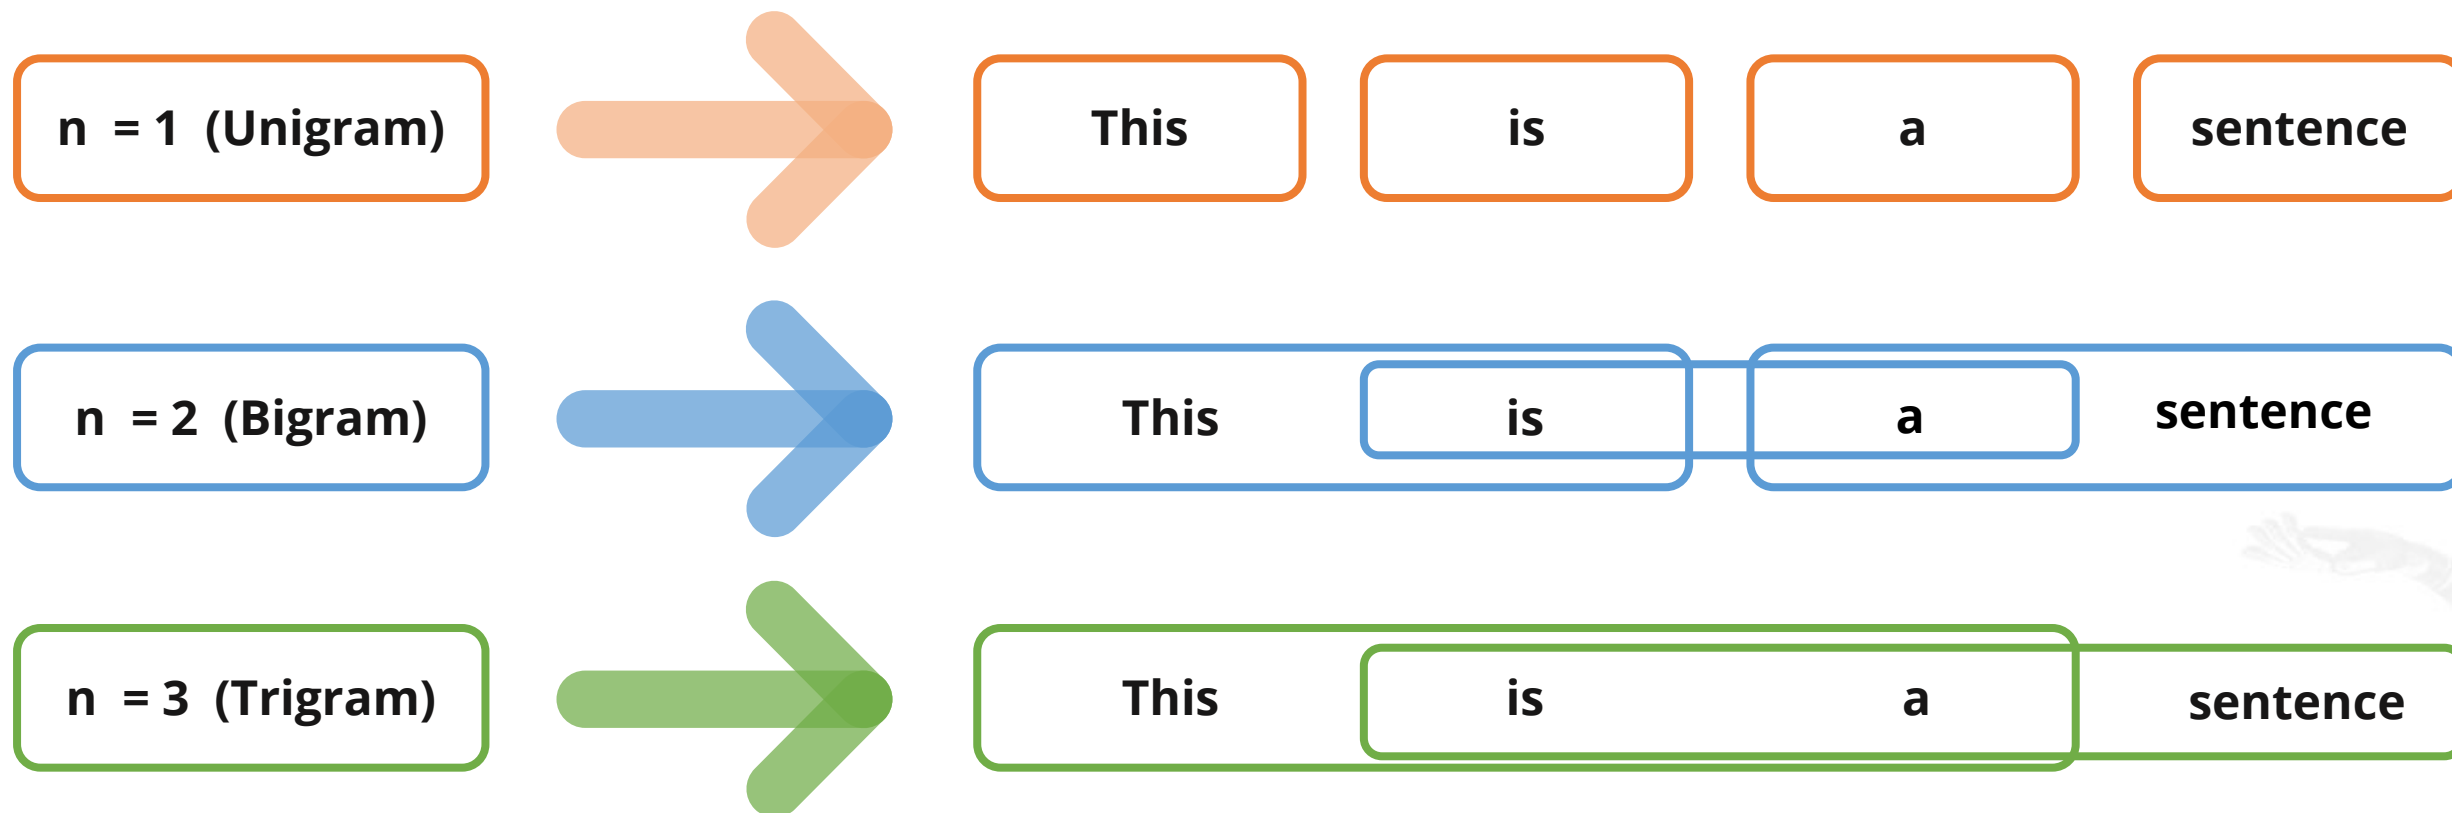 n = 1 (Unigram) This is a sentence
n = 2 (Bigram) This is a sentence
n = 3 (Trigram) This is a sentence